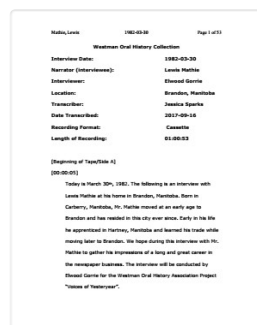 Mathie, Lewis 1982-03-30 Page 1 of 53
Westman Oral History Collection
Interview Date: 1982-03-30
Narrator (interviewee): Lewis Mathie
Interviewer: Elwood Gorrie
Location: Brandon, Manitoba
Transcriber: Jessica Sparks
Date Transcribed: 2017-09-16
Recording Format: Cassette
Length of Recording: 01:00:53
[Beginning of Tape/Side A]
[00:00:05]
Today is March 30th, 1982. The following is an interview with
Lewis Mathie at his home in Brandon, Manitoba. Born in
Carberry, Manitoba, Mr. Mathie moved at an early age to
Brandon and has resided in this city ever since. Early in his life
he apprenticed in Hartney, Manitoba and learned his trade while
moving later to Brandon. We hope during this interview with Mr.
Mathie to gather his impressions of a long and great career in
the newspaper business. The interview will be conducted by
Elwood Gorrie for the Westman Oral History Association Project
"Voices of Yesteryear".